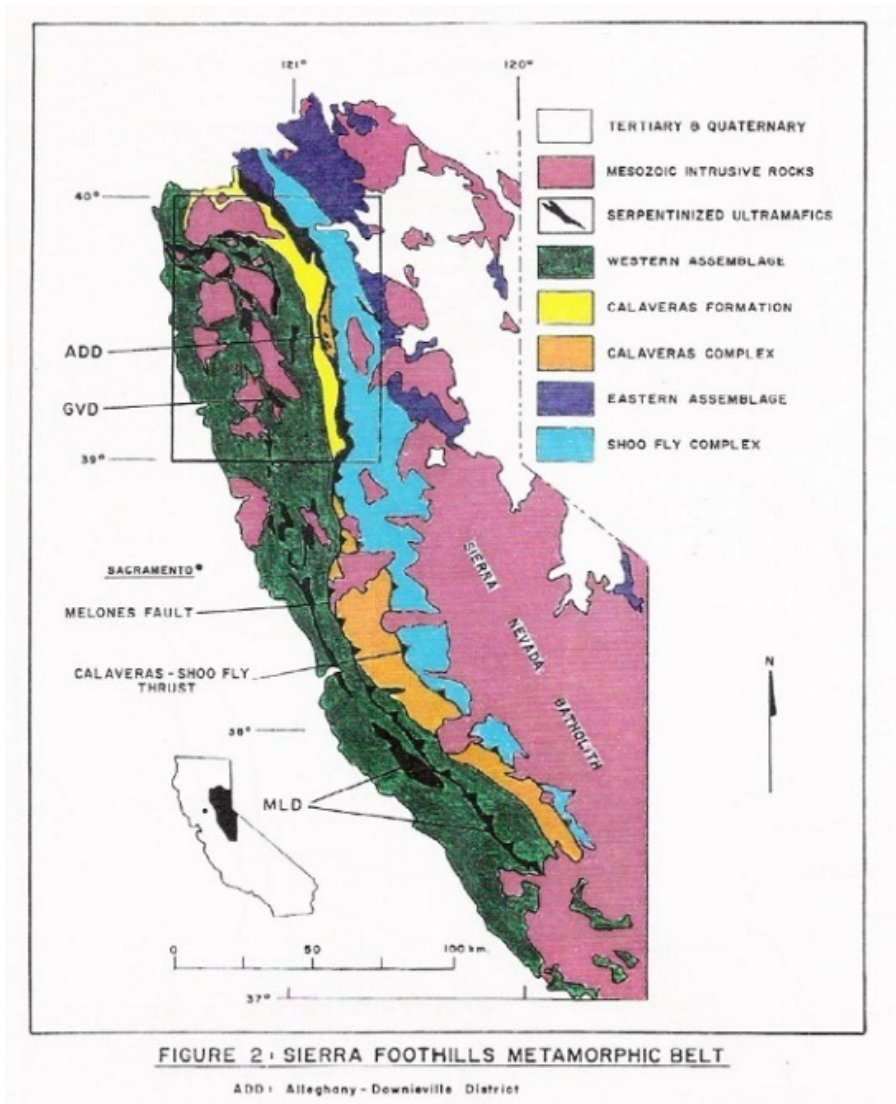 121°
120°
TERTIARY & QUATERNARY
MESOZOIC INTRUSIVE ROCKS
40°
SERPENTINIZED ULTRAMAFICS
WESTERN ASSEMBLAGE
CALAVERAS FORMATION
ADD
CALAVERAS COMPLEX
EASTERN ASSEMBLAGE
GVD
SHOO FLY COMPLEX
39°
SACRAMENTO
MELONES FAULT
SIERRA
NEVADA
BATHOLITH
CALAVERAS - SHOO FLY
THRUST
N
38°
MLD
0 50 100 km.
37°
FIGURE 2: SIERRA FOOTHILLS METAMORPHIC BELT
ADD: Alleghany - Downieville District